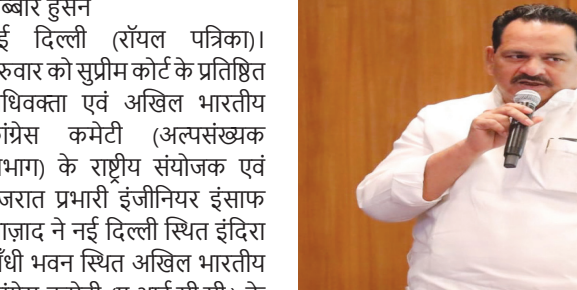 ब्बार हुसैन
ई दिल्ली (रॉयल पत्रिका)।
रुवार को सुप्रीम कोर्ट के प्रतिष्ठित
धिवक्ता एवं अखिल भारतीय
कांग्रेस कमेटी (अल्पसंख्यक
भाग) के राष्ट्रीय संयोजक एवं
जरात प्रभारी इंजीनियर इंसाफ
ाज़ाद ने नई दिल्ली स्थित इंदिरा
ाँधी भवन स्थित अखिल भारतीय